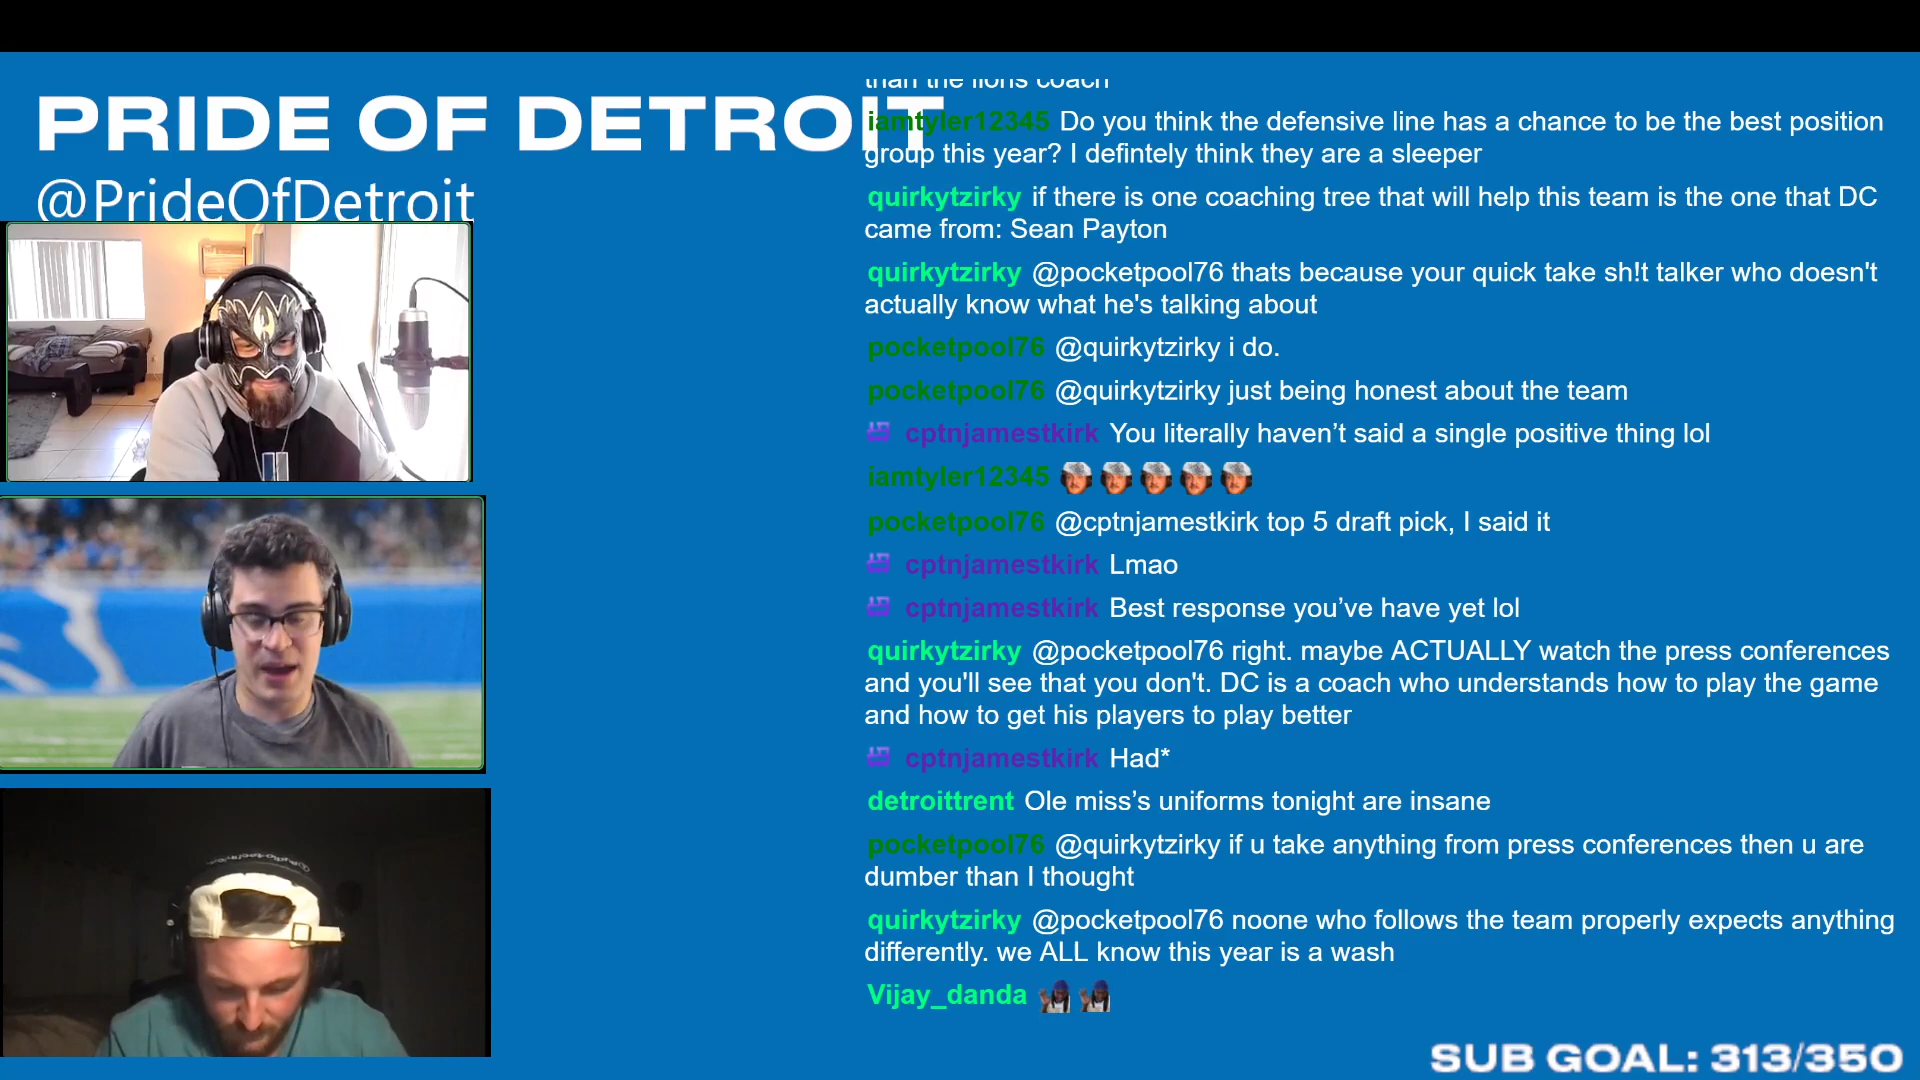 PRIDE OF DETROIT
@PrideOfDetroit
than the lions coach
iamtyler12345 Do you think the defensive line has a chance to be the best position
group this year? I defintely think they are a sleeper
quirkytzirky if there is one coaching tree that will help this team is the one that DC
came from: Sean Payton
quirkytzirky @pocketpool76 thats because your quick take sh!t talker who doesn't
actually know what he's talking about
pocketpool76 @quirkytzirky i do.
pocketpool76 @quirkytzirky just being honest about the team
cptnjamestkirk You literally haven’t said a single positive thing lol
iamtyler12345
pocketpool76 @cptnjamestkirk top 5 draft pick, I said it
cptnjamestkirk Lmao
cptnjamestkirk Best response you’ve have yet lol
quirkytzirky @pocketpool76 right. maybe ACTUALLY watch the press conferences
and you'll see that you don't. DC is a coach who understands how to play the game
and how to get his players to play better
cptnjamestkirk Had*
detroittrent Ole miss’s uniforms tonight are insane
pocketpool76 @quirkytzirky if u take anything from press conferences then u are
dumber than I thought
quirkytzirky @pocketpool76 noone who follows the team properly expects anything
differently. we ALL know this year is a wash
Vijay_danda
SUB GOAL: 313/350